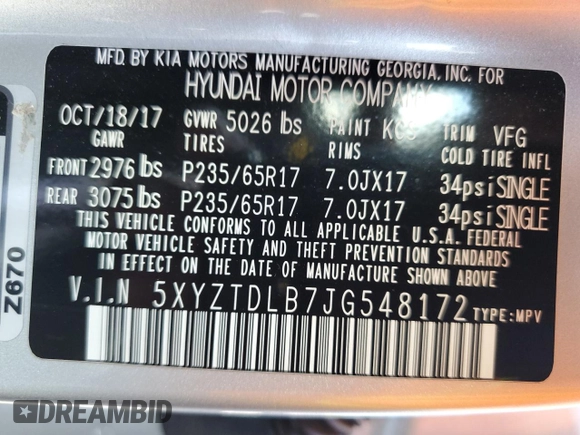 MFD. BY KIA MOTORS MANUFACTURING GEORGIA, INC. FOR
HYUNDAI MOTOR COMPANY
OCT/18/17 GVWR 5026 lbs PAINT TRIM VFG
GAWR TIRES RIMS COLD TIRE INFL
FRONT 2976 lbs P235/65R17 7.0JX17 34psi SINGLE
REAR 3075 lbs P235/65R17 7.0JX17 34psi SINGLE
THIS VEHICLE CONFORMS TO ALL APPLICABLE U.S.A. FEDERAL
MOTOR VEHICLE SAFETY AND THEFT PREVENTION STANDARDS
IN EFFECT ON THE DATE OF MANUFACTURE SHOWN ABOVE.
V.I.N 5XYZTDLB7JG548172 TYPE: MPV
Z670
DREAMBID